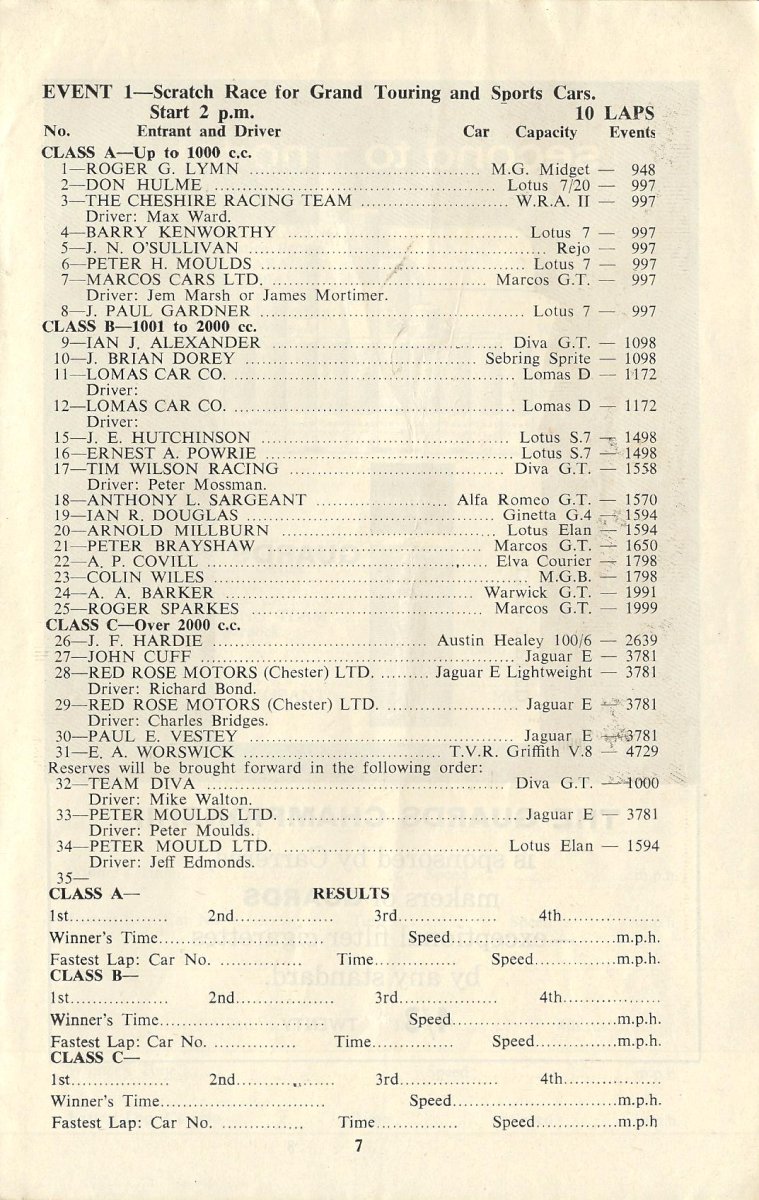 EVENT 1—Scratch Race for Grand Touring and Sports Cars.
Start 2 p.m. 10 LAPS
No. Entrant and Driver Car Capacity Events
CLASS A—Up to 1000 c.c.
1—ROGER G. LYMN ........................................ M.G. Midget — 948
2—DON HULME ................................................ Lotus 7/20 — 997
3—THE CHESHIRE RACING TEAM ........................... W.R.A. II — 997
Driver: Max Ward.
4—BARRY KENWORTHY ............................................ Lotus 7 — 997
5—J. N. O'SULLIVAN .................................................... Rejo — 997
6—PETER H. MOULDS .............................................. Lotus 7 — 997
7—MARCOS CARS LTD. ..................................... Marcos G.T. — 997
Driver: Jem Marsh or James Mortimer.
8—J. PAUL GARDNER ............................................... Lotus 7 — 997
CLASS B—1001 to 2000 cc.
9—IAN J. ALEXANDER ........................................ Diva G.T. — 1098
10—J. BRIAN DOREY ........................................ Sebring Sprite — 1098
11—LOMAS CAR CO. ................................................ Lomas D — 1172
Driver:
12—LOMAS CAR CO. ................................................ Lomas D — 1172
Driver:
15—J. E. HUTCHINSON ........................................... Lotus S.7 — 1498
16—ERNEST A. POWRIE .......................................... Lotus S.7 — 1498
17—TIM WILSON RACING ..................................... Diva G.T. — 1558
Driver: Peter Mossman.
18—ANTHONY L. SARGEANT ....................... Alfa Romeo G.T. — 1570
19—IAN R. DOUGLAS ........................................... Ginetta G.4 — 1594
20—ARNOLD MILLBURN ....................................... Lotus Elan — 1594
21—PETER BRAYSHAW ..................................... Marcos G.T. — 1650
22—A. P. COVILL ................................................ Elva Courier — 1798
23—COLIN WILES ...................................................... M.G.B. — 1798
24—A. A. BARKER ............................................. Warwick G.T. — 1991
25—ROGER SPARKES ........................................ Marcos G.T. — 1999
CLASS C—Over 2000 c.c.
26—J. F. HARDIE ..................................... Austin Healey 100/6 — 2639
27—JOHN CUFF ...................................................... Jaguar E — 3781
28—RED ROSE MOTORS (Chester) LTD. ......... Jaguar E Lightweight — 3781
Driver: Richard Bond.
29—RED ROSE MOTORS (Chester) LTD. ........................ Jaguar E — 3781
Driver: Charles Bridges.
30—PAUL E. VESTEY ............................................. Jaguar E — 3781
31—E. A. WORSWICK .................................. T.V.R. Griffith V.8 — 4729
Reserves will be brought forward in the following order:
32—TEAM DIVA ................................................... Diva G.T. — 1000
Driver: Mike Walton.
33—PETER MOULDS LTD. ...................................... Jaguar E — 3781
Driver: Peter Moulds.
34—PETER MOULD LTD. ...................................... Lotus Elan — 1594
Driver: Jeff Edmonds.
35—
CLASS A— RESULTS
1st................. 2nd................. 3rd................. 4th.................
Winner's Time............................ Speed............................m.p.h.
Fastest Lap: Car No. .............. Time.............. Speed..............m.p.h.
CLASS B—
1st................. 2nd................. 3rd................. 4th.................
Winner's Time............................ Speed............................m.p.h.
Fastest Lap: Car No. .............. Time.............. Speed..............m.p.h.
CLASS C—
1st................. 2nd................. 3rd................. 4th.................
Winner's Time............................ Speed............................m.p.h.
Fastest Lap: Car No. .............. Time.............. Speed..............m.p.h
7